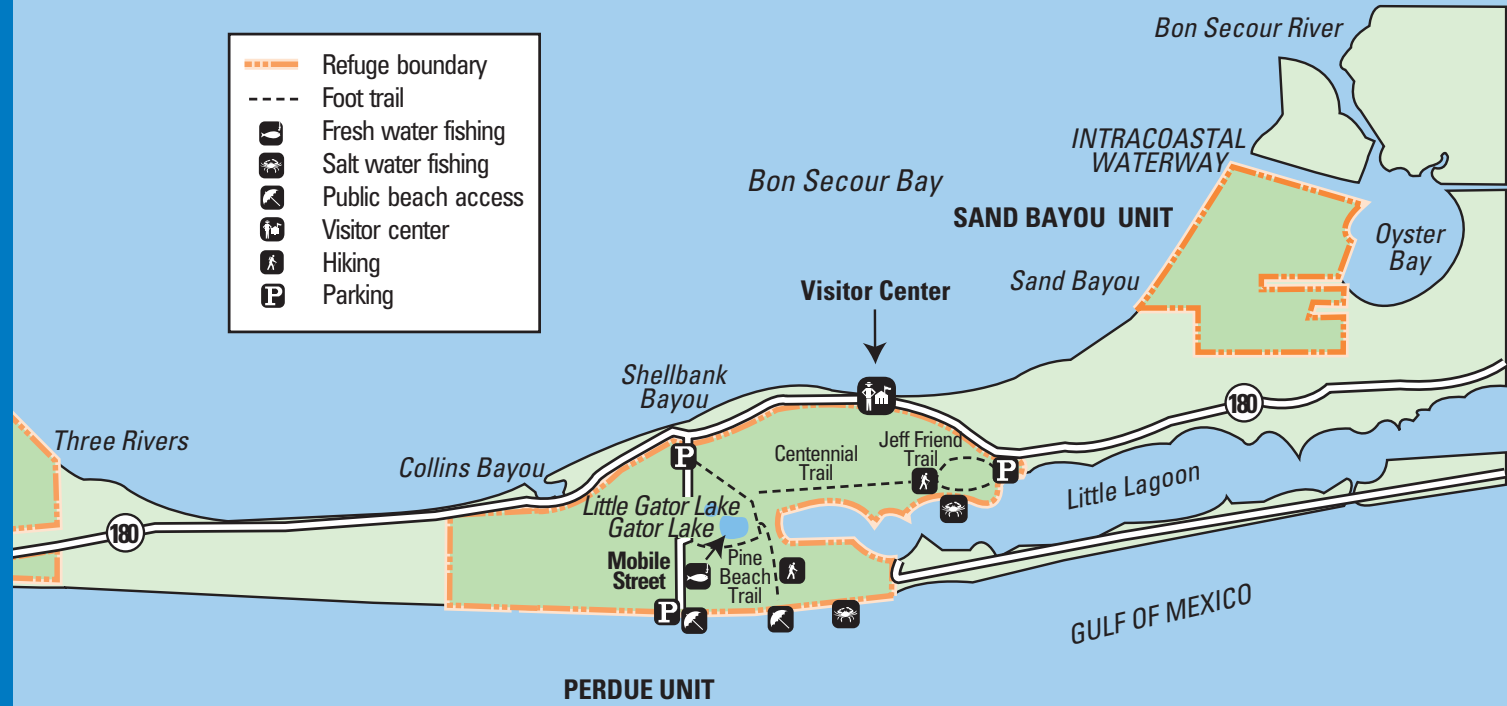 Refuge boundary
Foot trail
Fresh water fishing
Salt water fishing
Public beach access
Visitor center
Hiking
P Parking
Bon Secour River
INTRACOASTAL
WATERWAY
Bon Secour Bay
SAND BAYOU UNIT
Oyster
Bay
Sand Bayou
Visitor Center
Shellbank
Bayou
180
Three Rivers
Collins Bayou
P
Centennial
Trail
Jeff Friend
Trail
P
Little Lagoon
180
Little Gator Lake
Gator Lake
Mobile
Street
Pine
Beach
Trail
P
GULF OF MEXICO
PERDUE UNIT